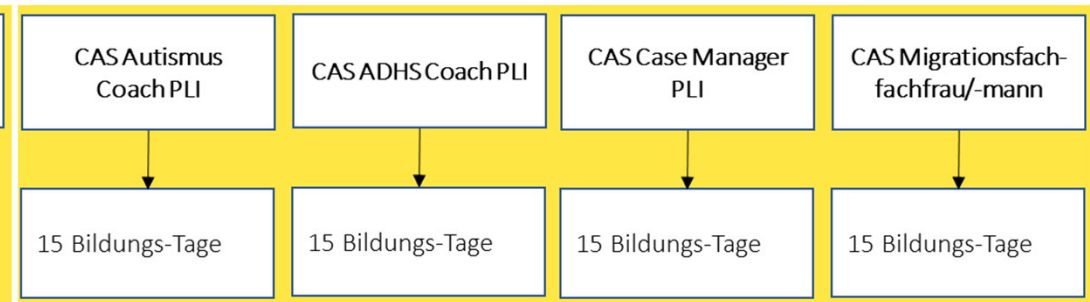 CAS Autismus
Coach PLI
CAS ADHS Coach PLI
CAS Case Manager
PLI
CAS Migrationsfach-
fachfrau/-mann
15 Bildungs-Tage
15 Bildungs-Tage
15 Bildungs-Tage
15 Bildungs-Tage